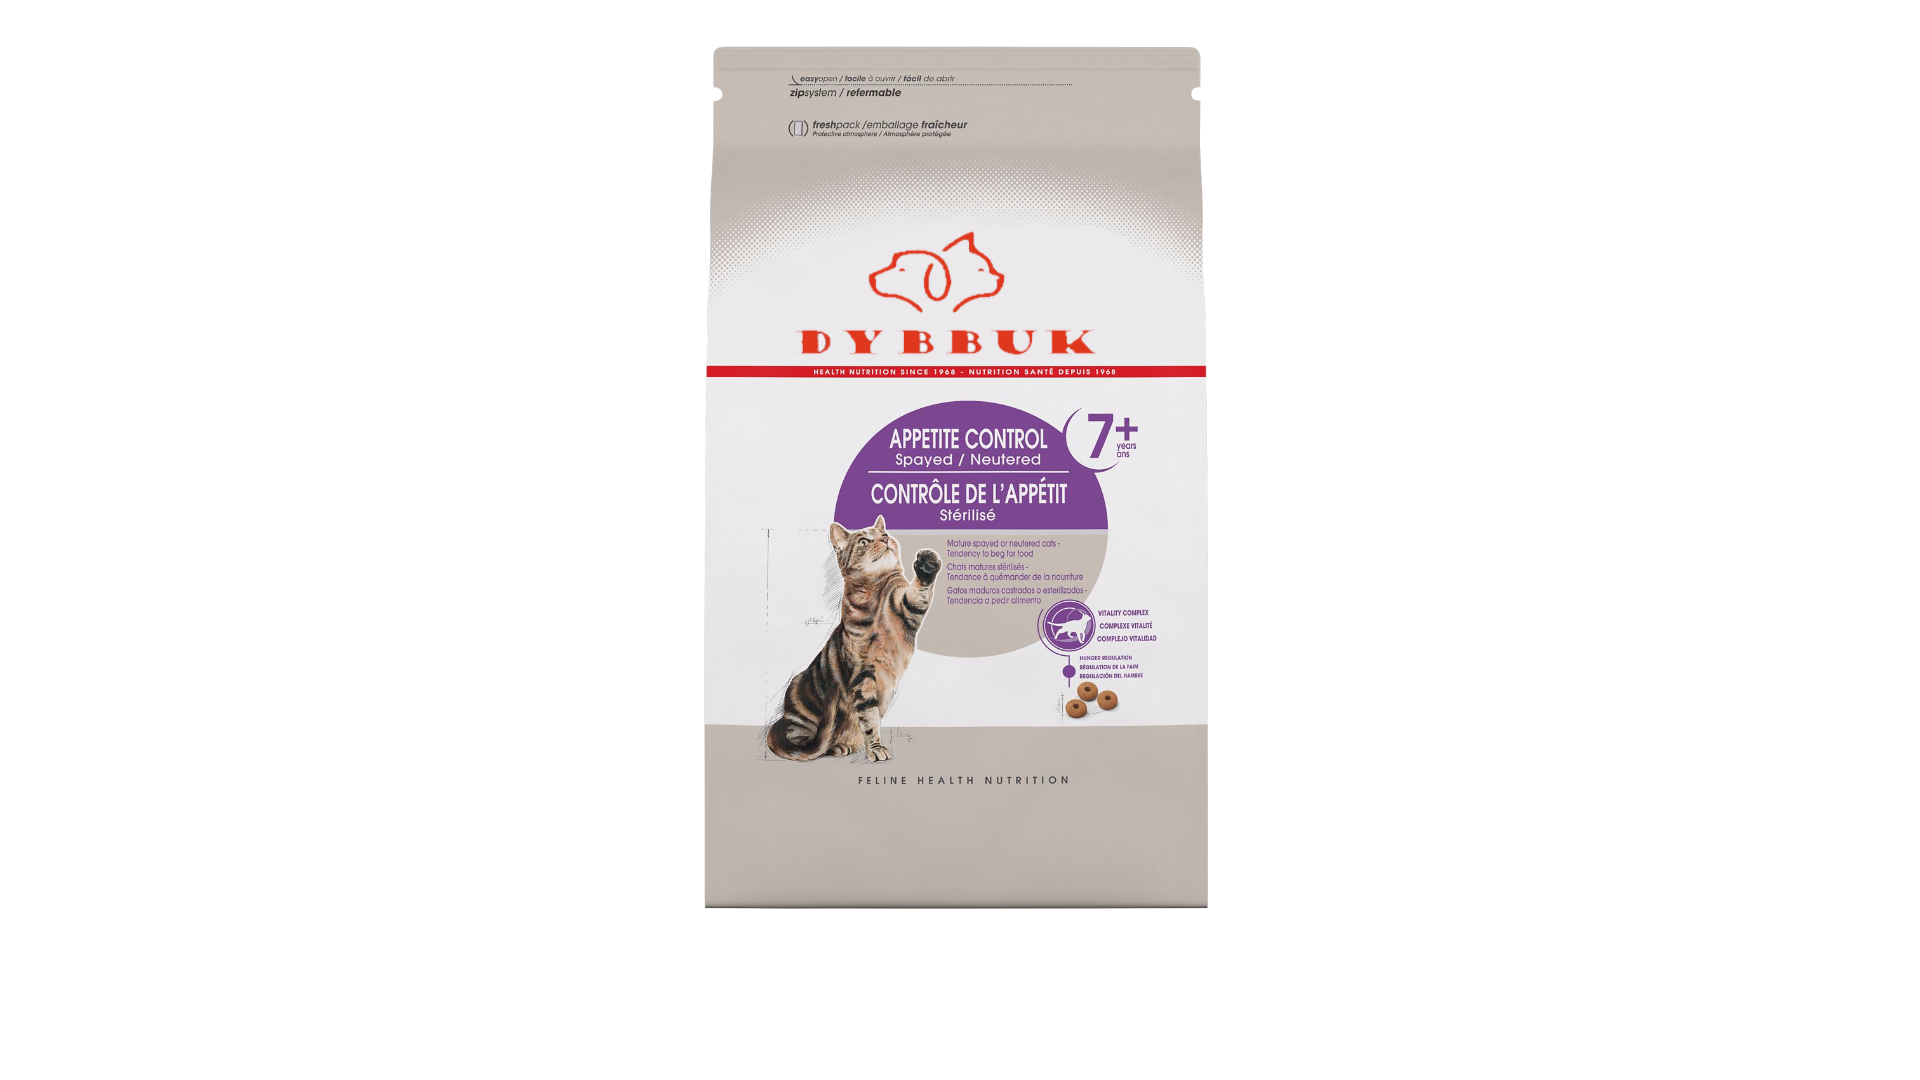 easyopen / facile à ouvrir / fácil de abrir
zipsystem / refermable
freshpack /emballage fraîcheur
Protective atmosphere / Atmosphère protégée
DYBBUK
HEALTH NUTRITION SINCE 1968 - NUTRITION SANTÉ DEPUIS 1968
7+
years
ans
APPETITE CONTROL
Spayed / Neutered
CONTRÔLE DE L'APPÉTIT
Stérilisé
Mature spayed or neutered cats -
Tendency to beg for food
Chats matures stérilisés -
Tendance à quémander de la nourriture
Gatos maduros castrados o esterilizados -
Tendencia a pedir alimento
VITALITY COMPLEX
COMPLEXE VITALITÉ
COMPLEJO VITALIDAD
HUNGER REGULATION
RÉGULATION DE LA FAIM
REGULACIÓN DEL HAMBRE
FELINE HEALTH NUTRITION